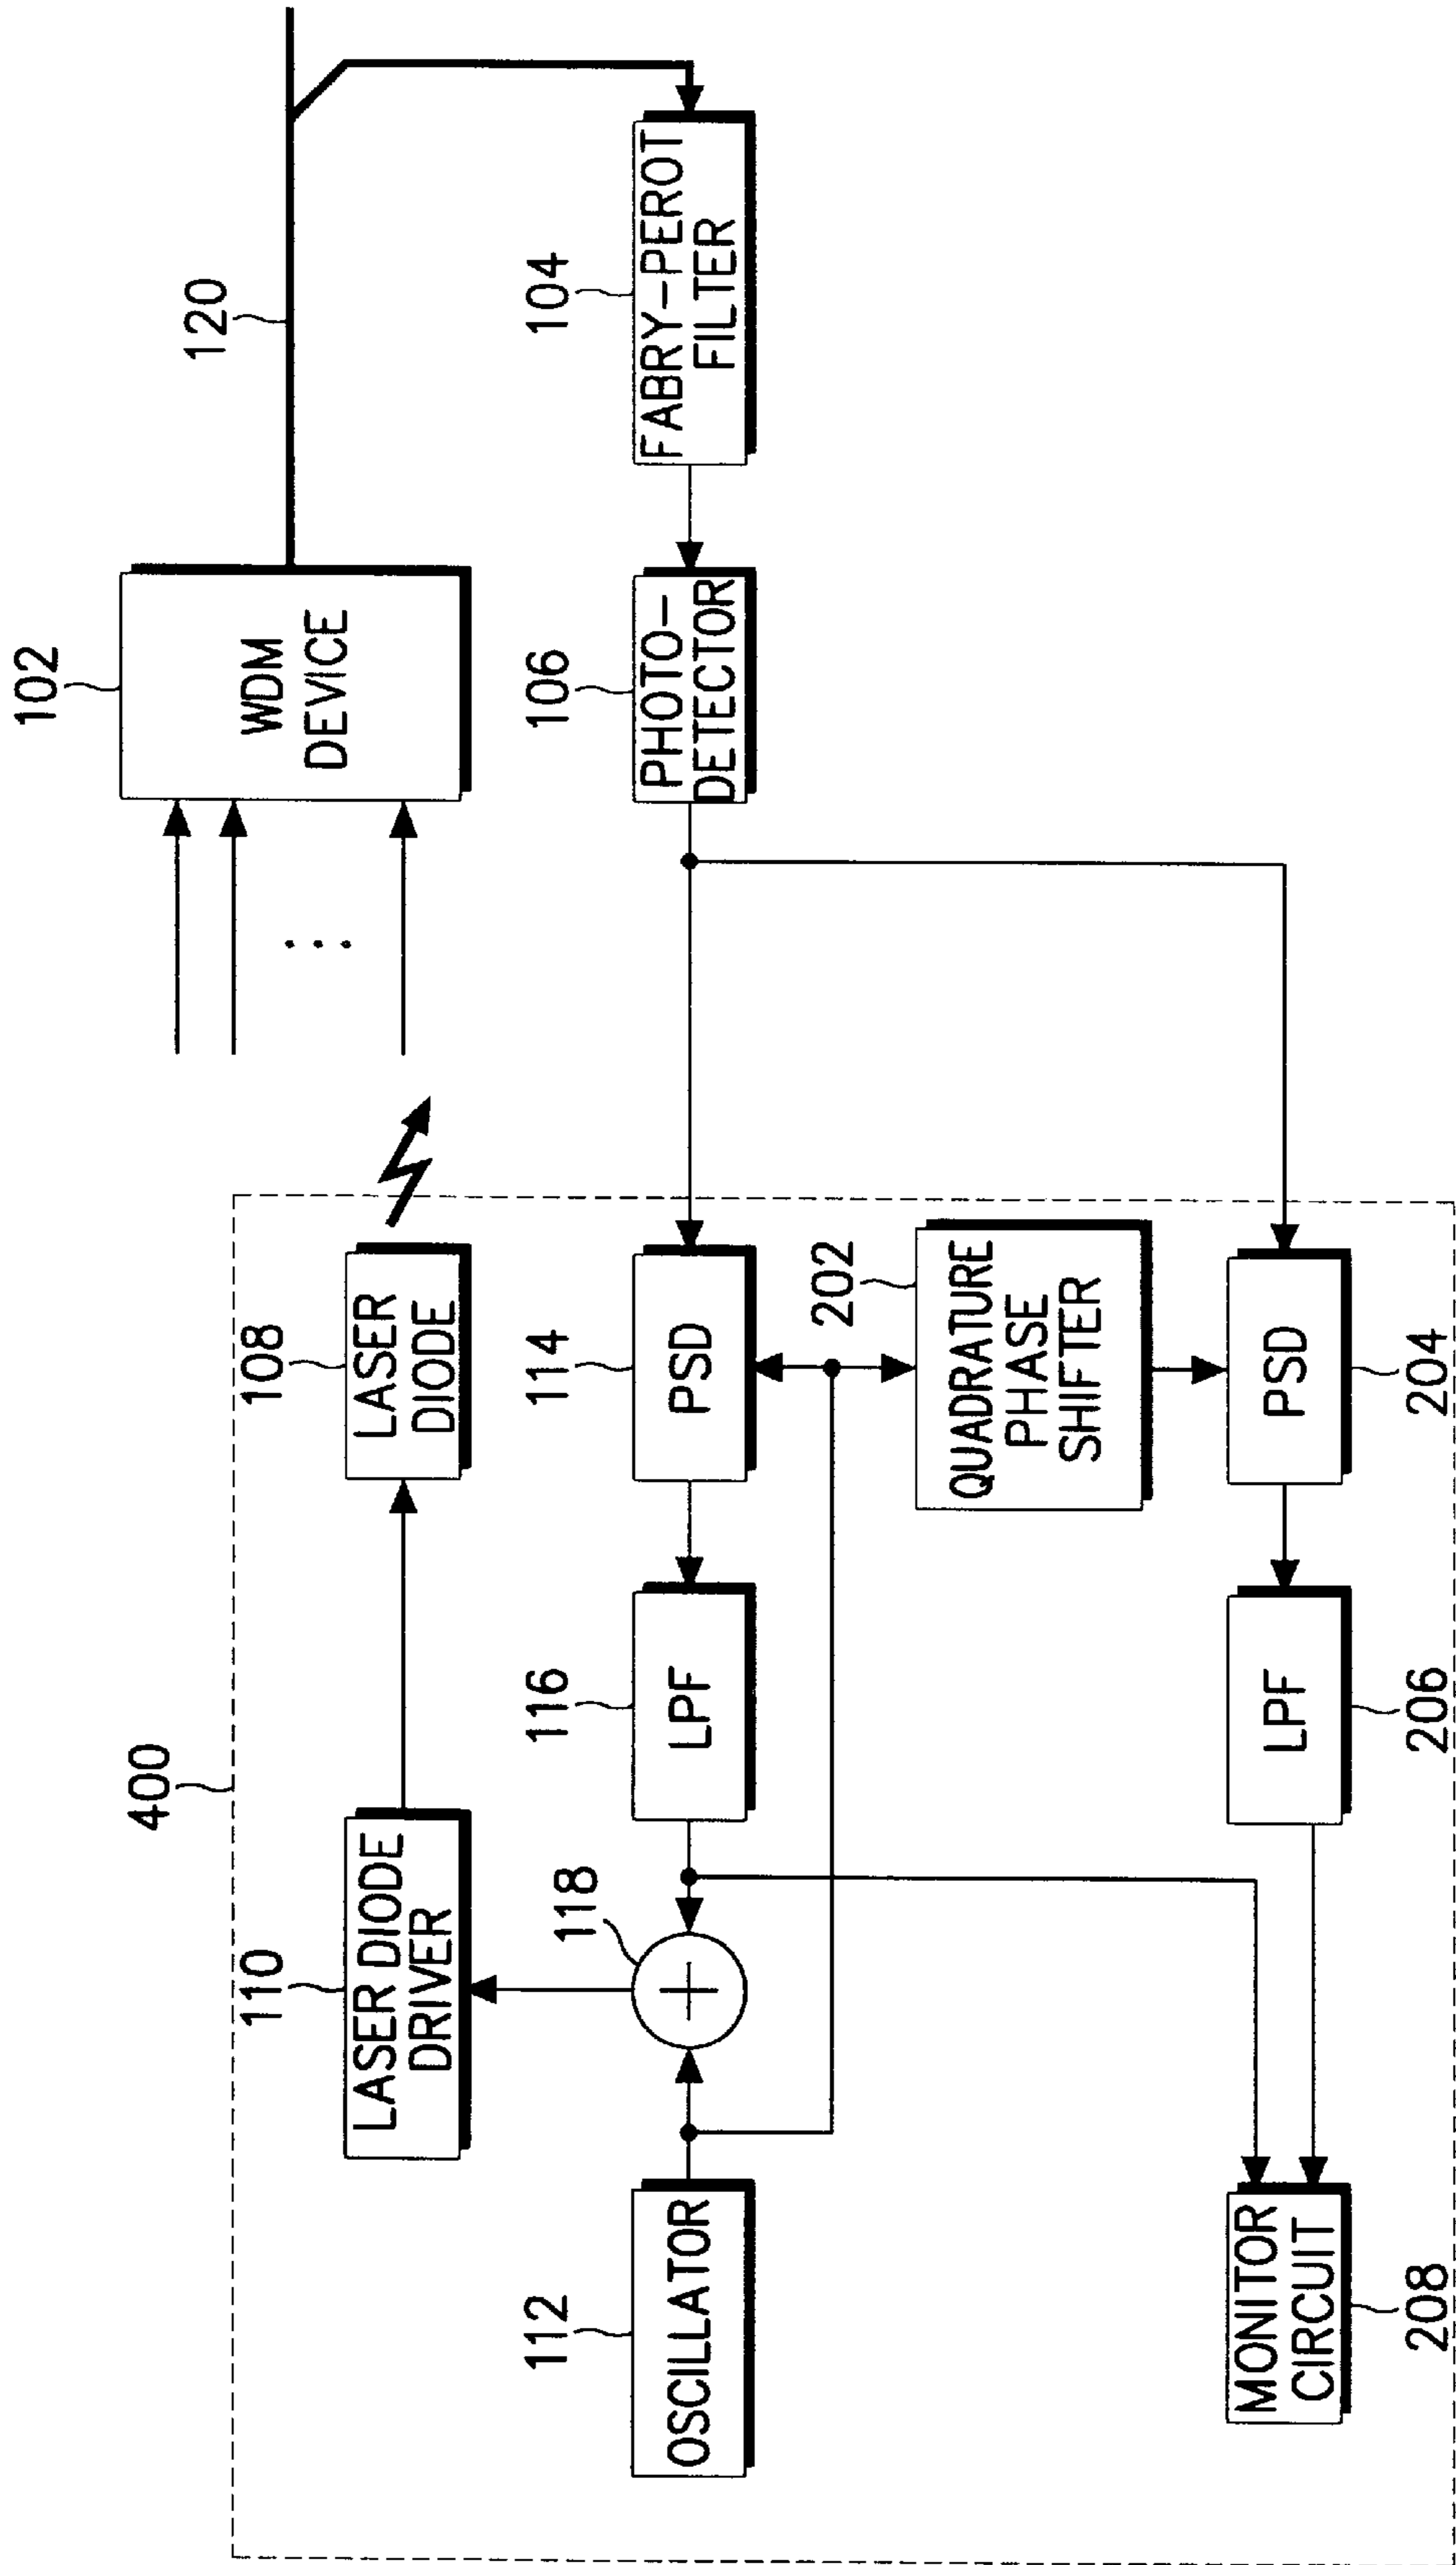 400
110
LASER DIODE
DRIVER
108
LASER
DIODE
102
WDM
DEVICE
120
112
OSCILLATOR
118
+
116
LPF
114
PSD
106
PHOTO-
DETECTOR
104
FABRY-PEROT
FILTER
202
QUADRATURE
PHASE
SHIFTER
MONITOR
CIRCUIT
208
LPF
206
PSD
204